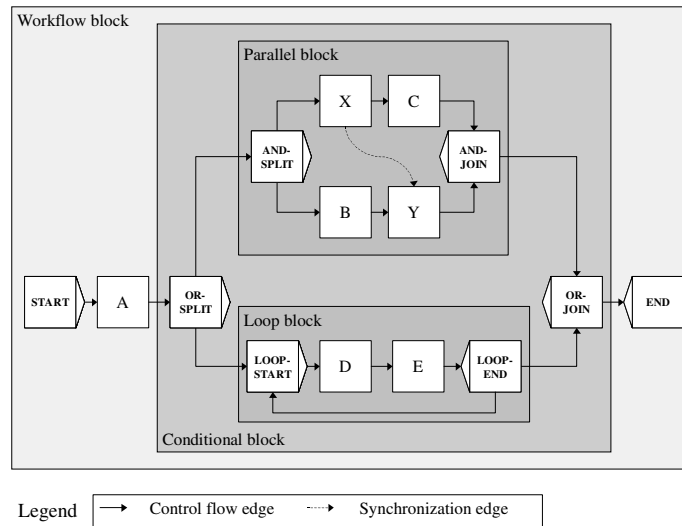 Workflow block
Parallel block
X
C
AND-
SPLIT
AND-
JOIN
B
Y
START
A
OR-
SPLIT
OR-
JOIN
END
Loop block
LOOP-
START
D
E
LOOP-
END
Conditional block
Legend
Control flow edge
Synchronization edge